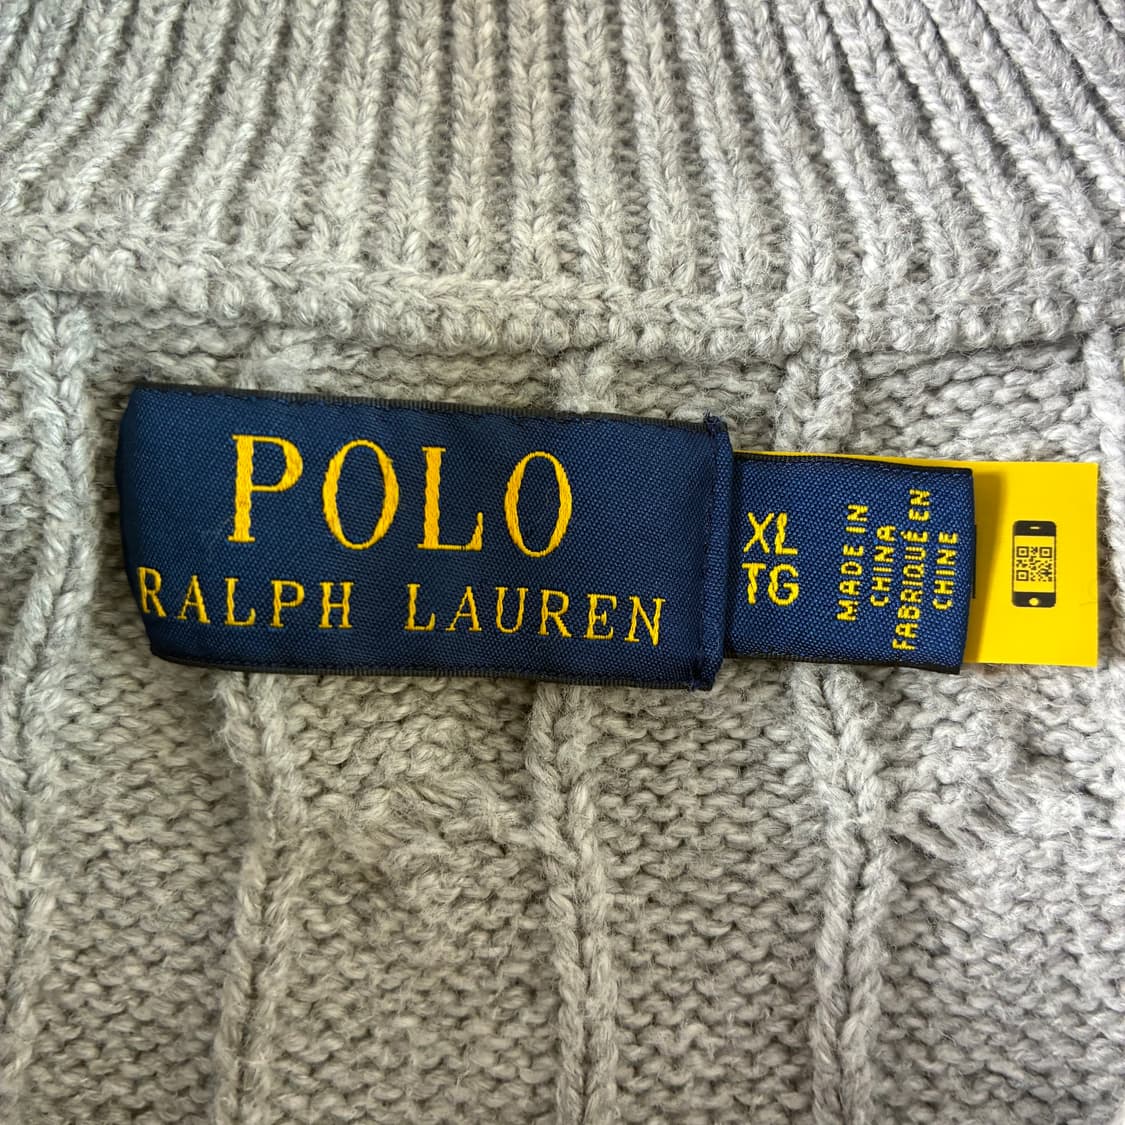 POLO
RALPH LAUREN
XL
TG
MADE IN
CHINA
FABRIQUÉ EN
CHINE